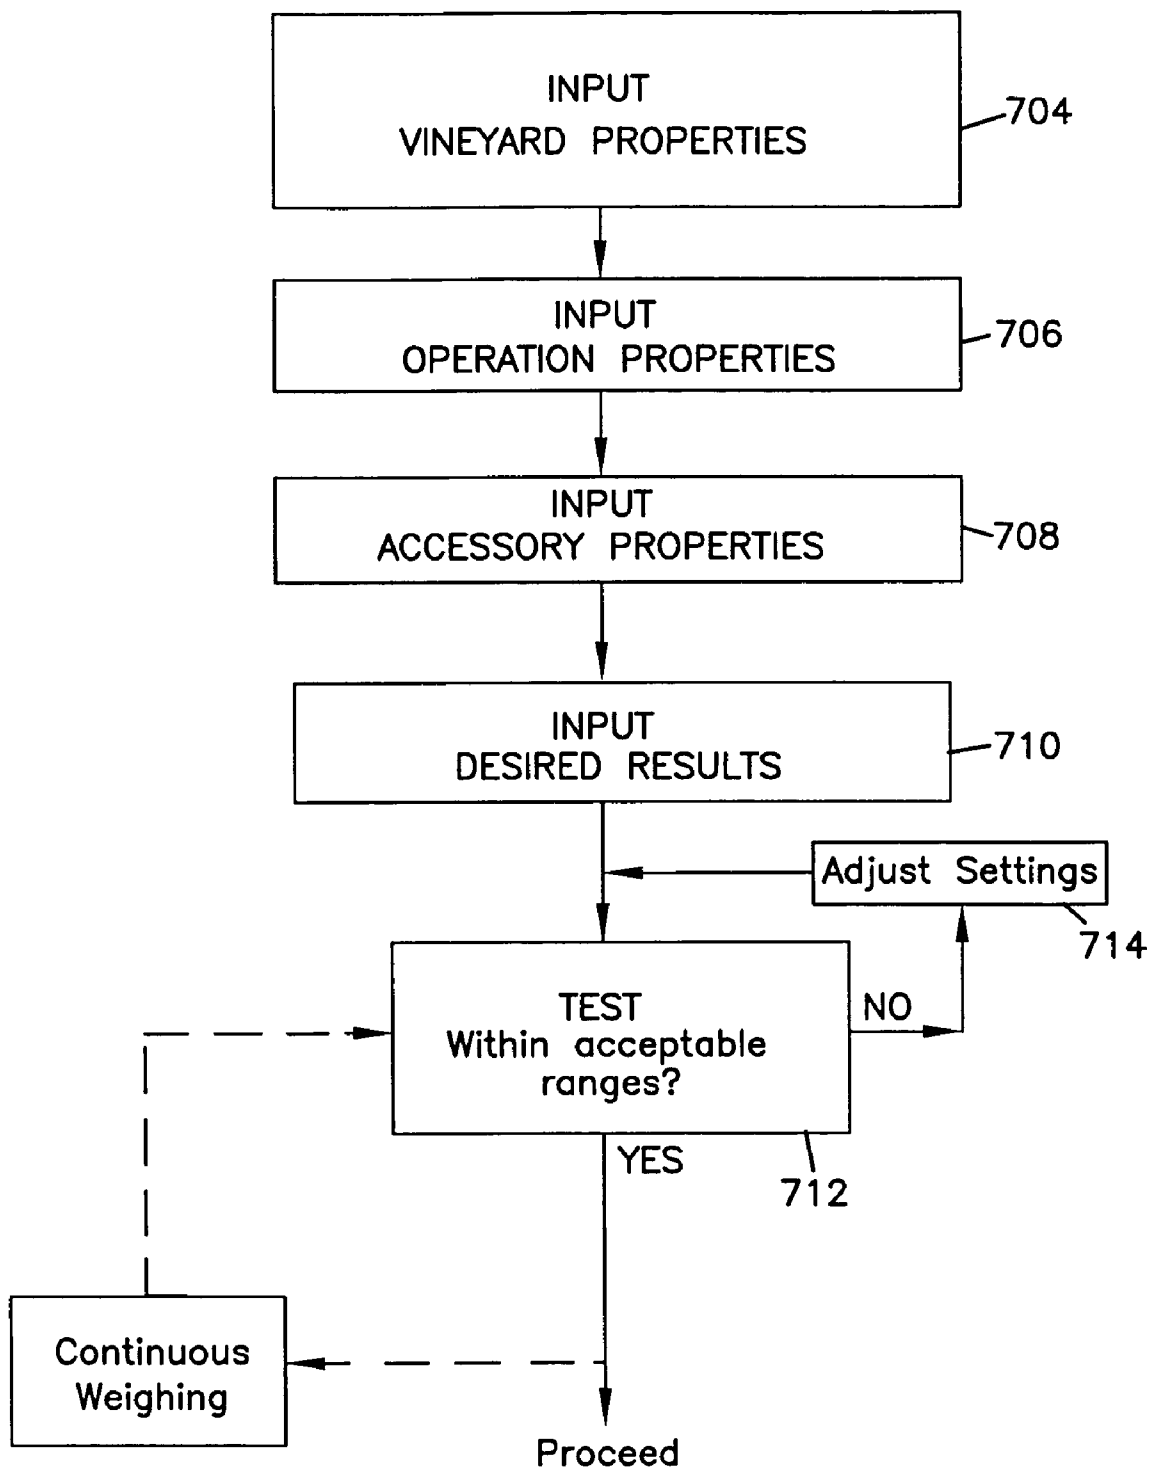 INPUT
VINEYARD PROPERTIES
704
INPUT
OPERATION PROPERTIES
706
INPUT
ACCESSORY PROPERTIES
708
INPUT
DESIRED RESULTS
710
Adjust Settings
714
TEST
Within acceptable
ranges?
NO
712
YES
Continuous
Weighing
Proceed